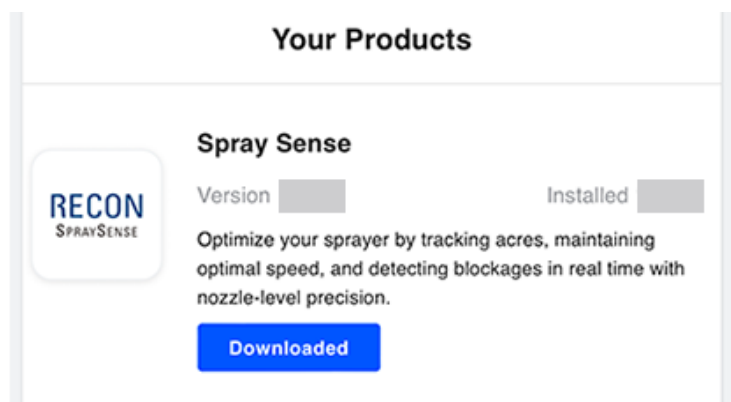 Your Products
Spray Sense
RECON
SPRAYSENSE
Version
Installed
Optimize your sprayer by tracking acres, maintaining
optimal speed, and detecting blockages in real time with
nozzle-level precision.
Downloaded